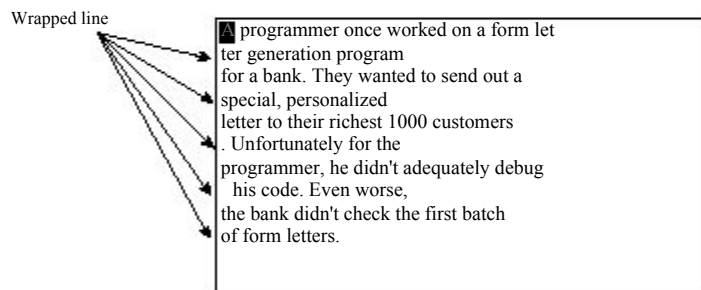 Wrapped line
A programmer once worked on a form let
ter generation program
for a bank. They wanted to send out a
special, personalized
letter to their richest 1000 customers
. Unfortunately for the
programmer, he didn't adequately debug
his code. Even worse,
the bank didn't check the first batch
of form letters.